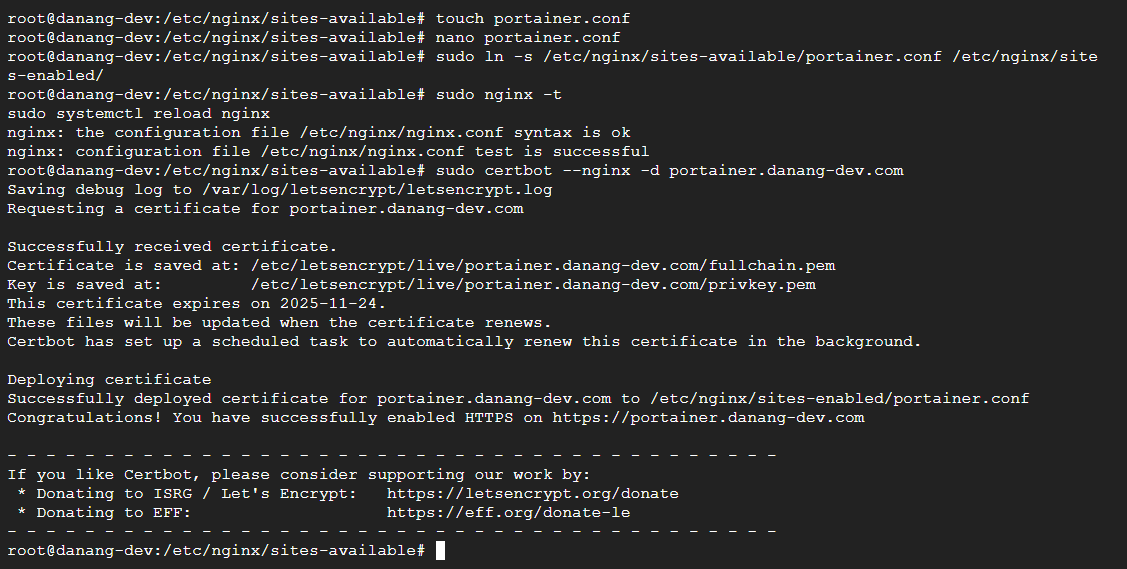 root@danang-dev:/etc/nginx/sites-available# touch portainer.conf
root@danang-dev:/etc/nginx/sites-available# nano portainer.conf
root@danang-dev:/etc/nginx/sites-available# sudo ln -s /etc/nginx/sites-available/portainer.conf /etc/nginx/site
s-enabled/
root@danang-dev:/etc/nginx/sites-available# sudo nginx -t
sudo systemctl reload nginx
nginx: the configuration file /etc/nginx/nginx.conf syntax is ok
nginx: configuration file /etc/nginx/nginx.conf test is successful
root@danang-dev:/etc/nginx/sites-available# sudo certbot --nginx -d portainer.danang-dev.com
Saving debug log to /var/log/letsencrypt/letsencrypt.log
Requesting a certificate for portainer.danang-dev.com

Successfully received certificate.
Certificate is saved at: /etc/letsencrypt/live/portainer.danang-dev.com/fullchain.pem
Key is saved at:         /etc/letsencrypt/live/portainer.danang-dev.com/privkey.pem
This certificate expires on 2025-11-24.
These files will be updated when the certificate renews.
Certbot has set up a scheduled task to automatically renew this certificate in the background.

Deploying certificate
Successfully deployed certificate for portainer.danang-dev.com to /etc/nginx/sites-enabled/portainer.conf
Congratulations! You have successfully enabled HTTPS on https://portainer.danang-dev.com

- - - - - - - - - - - - - - - - - - - - - - - - - - - - - - - - - - - - - - - -
If you like Certbot, please consider supporting our work by:
 * Donating to ISRG / Let's Encrypt:   https://letsencrypt.org/donate
 * Donating to EFF:                    https://eff.org/donate-le
- - - - - - - - - - - - - - - - - - - - - - - - - - - - - - - - - - - - - - - -
root@danang-dev:/etc/nginx/sites-available#